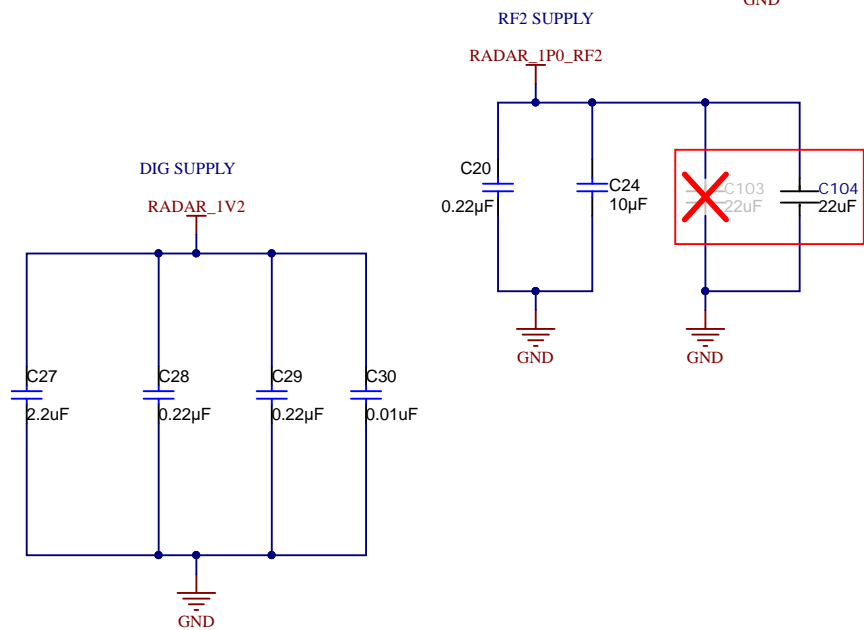 GND
RF2 SUPPLY
RADAR_1P0_RF2
C20
0.22µF
C24
10µF
C103
22uF
C104
22uF
GND
GND
DIG SUPPLY
RADAR_1V2
C27
2.2uF
C28
0.22µF
C29
0.22µF
C30
0.01uF
GND